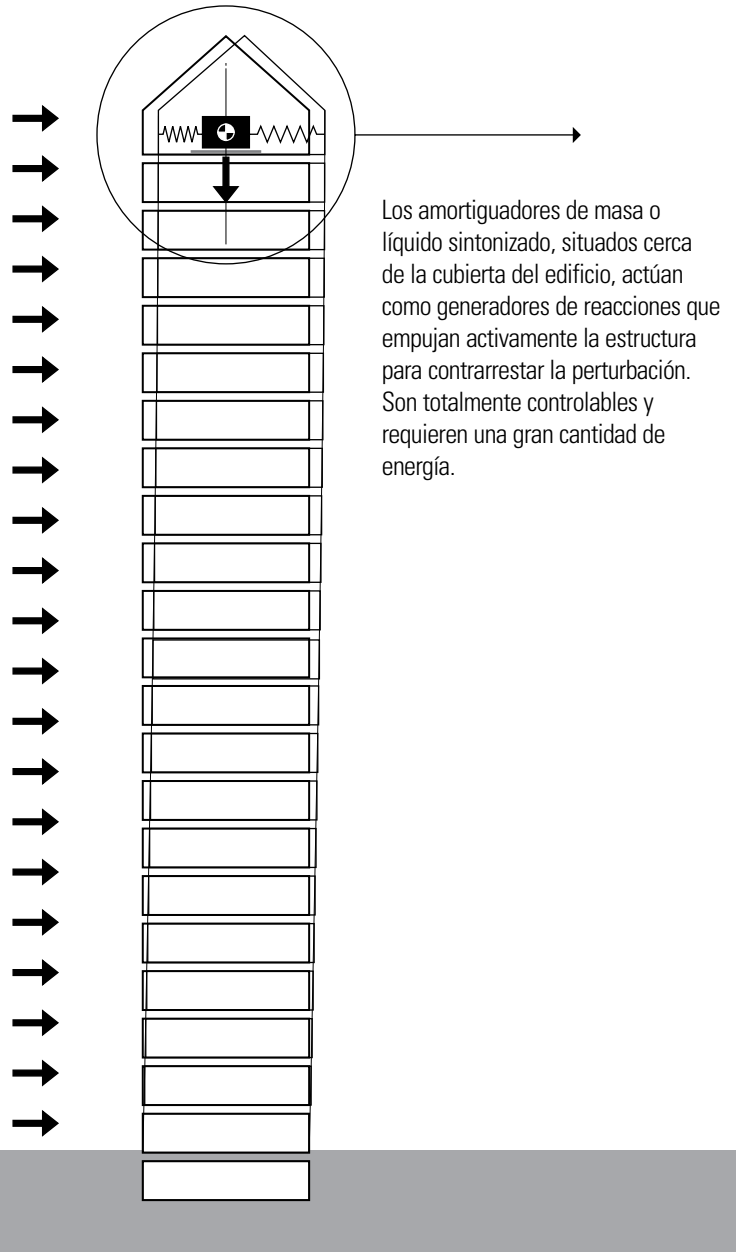 Los amortiguadores de masa o
líquido sintonizado, situados cerca
de la cubierta del edificio, actúan
como generadores de reacciones que
empujan activamente la estructura
para contrarrestar la perturbación.
Son totalmente controlables y
requieren una gran cantidad de
energía.